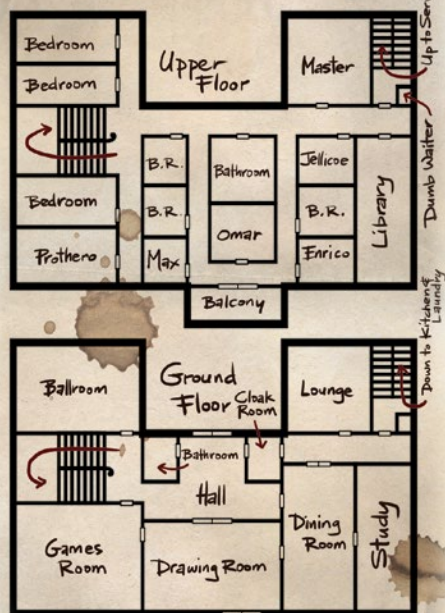 Bedroom
Upper
Floor
Master
Bedroom
Up to Ser
Dumb Waiter
B.R.
Bathroom
Jellicoe
Library
Bedroom
B.R.
Omar
B.R.
Prothero
Max
Enrico
Balcony
Down to Kitchen &
Laundry
Ballroom
Ground
Floor
Cloak
Room
Lounge
Bathroom
Hall
Games
Room
Drawing Room
Dining
Room
Study